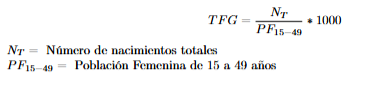 TFG = N_T / PF_{15−49} * 1000
N_T = Número de nacimientos totales
PF_{15−49} = Población Femenina de 15 a 49 años